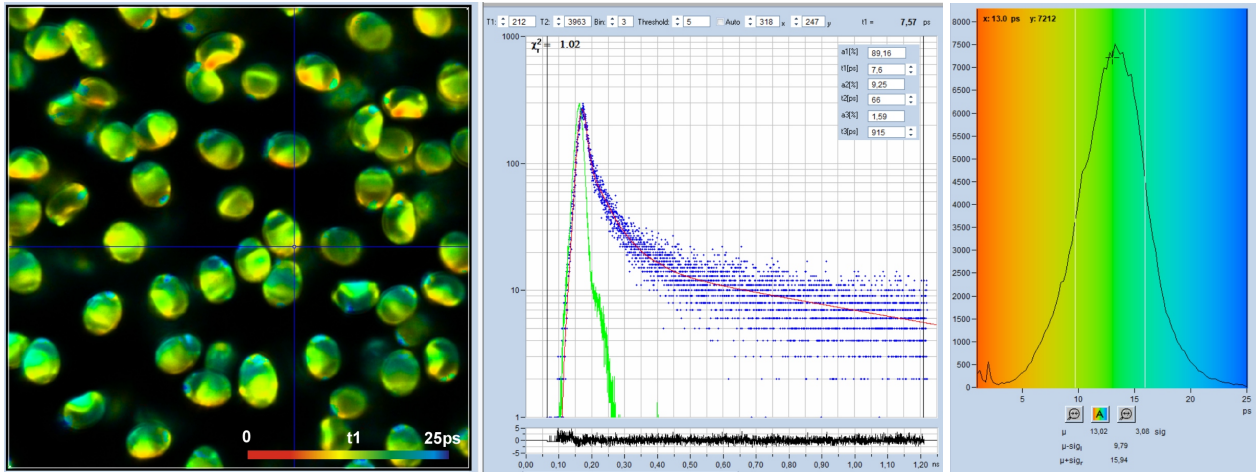 0 t1 25ps
T1: 212 T2: 3963 Bin: 3 Threshold: 5 Auto 318 x 247 y t1 = 7,57 ps
1000
100
10
1
χ²r = 1.02
a1[%] 89,16
t1[ps] 7,6
a2[%] 9,25
t2[ps] 66
a3[%] 1,59
t3[ps] 915
5
0
-5
0,00 0,10 0,20 0,30 0,40 0,50 0,60 0,70 0,80 0,90 1,00 1,10 1,20 ns
x: 13.0 ps y: 7212
8000
7500
7000
6500
6000
5500
5000
4500
4000
3500
3000
2500
2000
1500
1000
500
0
5 10 15 20 25
ps
A
μ 13,02 3,08 sig
μ-sigl 9,79
μ+sigr 15,94